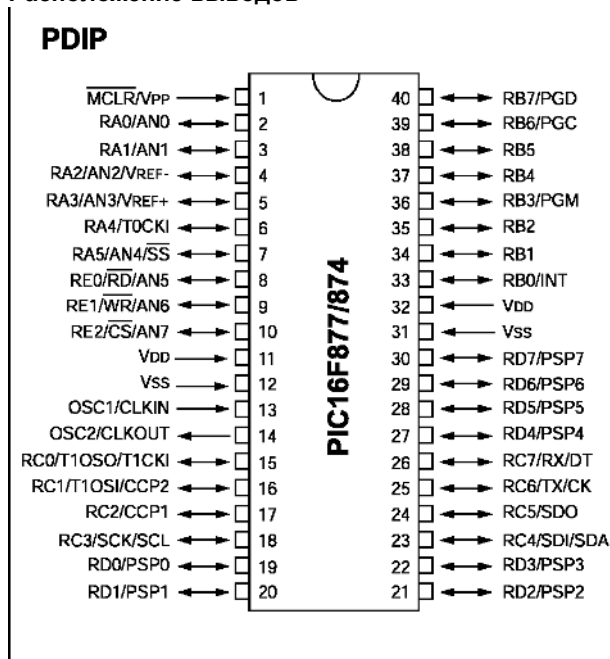 Расположение выводов
PDIP
MCLR/VPP 1 40 RB7/PGD
RA0/AN0 2 39 RB6/PGC
RA1/AN1 3 38 RB5
RA2/AN2/VREF- 4 37 RB4
RA3/AN3/VREF+ 5 36 RB3/PGM
RA4/T0CKI 6 35 RB2
RA5/AN4/SS 7 34 RB1
RE0/RD/AN5 8 33 RB0/INT
RE1/WR/AN6 9 32 VDD
RE2/CS/AN7 10 31 VSS
VDD 11 30 RD7/PSP7
VSS 12 29 RD6/PSP6
OSC1/CLKIN 13 28 RD5/PSP5
OSC2/CLKOUT 14 27 RD4/PSP4
RC0/T1OSO/T1CKI 15 26 RC7/RX/DT
RC1/T1OSI/CCP2 16 25 RC6/TX/CK
RC2/CCP1 17 24 RC5/SDO
RC3/SCK/SCL 18 23 RC4/SDI/SDA
RD0/PSP0 19 22 RD3/PSP3
RD1/PSP1 20 21 RD2/PSP2
PIC16F877/874